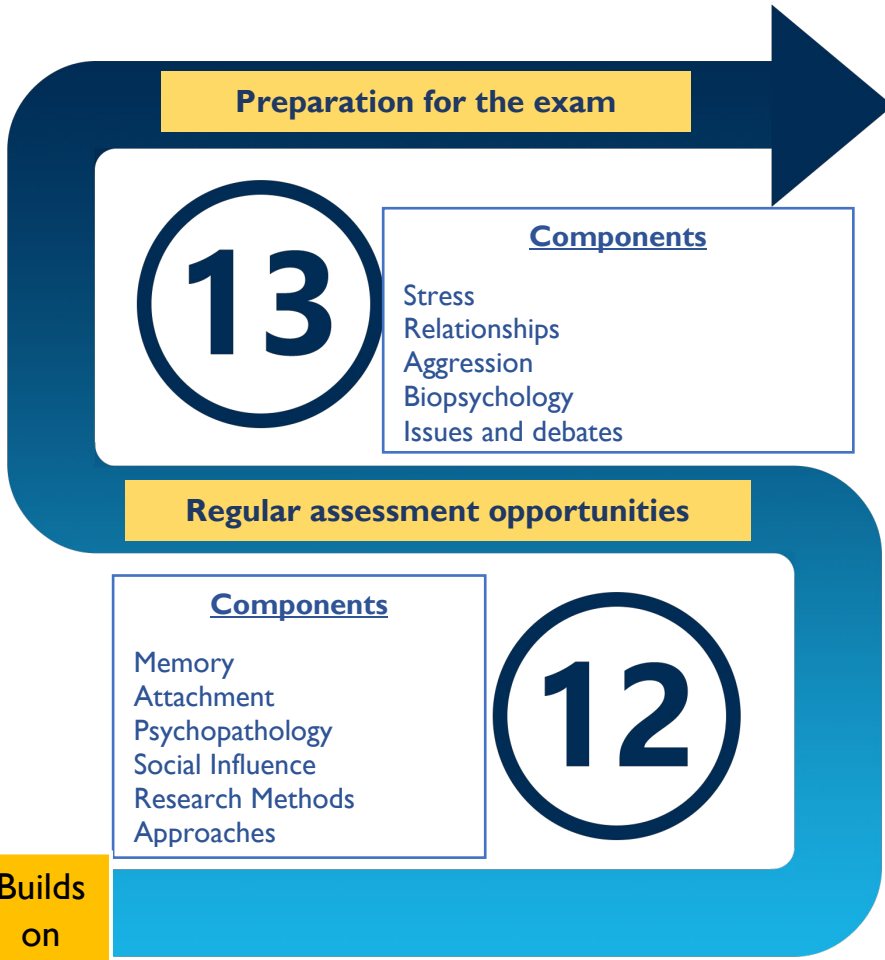 Preparation for the exam
13
Components
Stress
Relationships
Aggression
Biopsychology
Issues and debates
Regular assessment opportunities
Components
Memory
Attachment
Psychopathology
Social Influence
Research Methods
Approaches
12
Builds
on